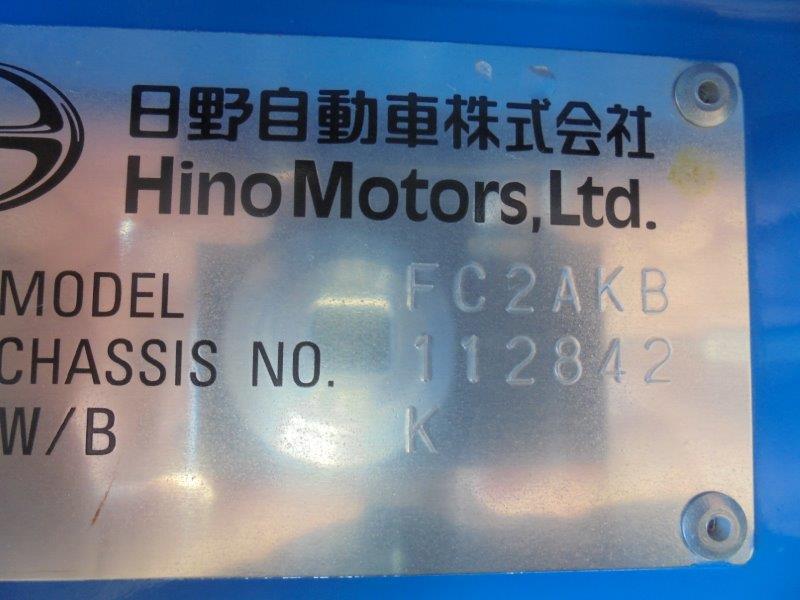 日野自動車株式会社
Hino Motors, Ltd.
MODEL FC2AKB
CHASSIS NO. 112842
W/B K